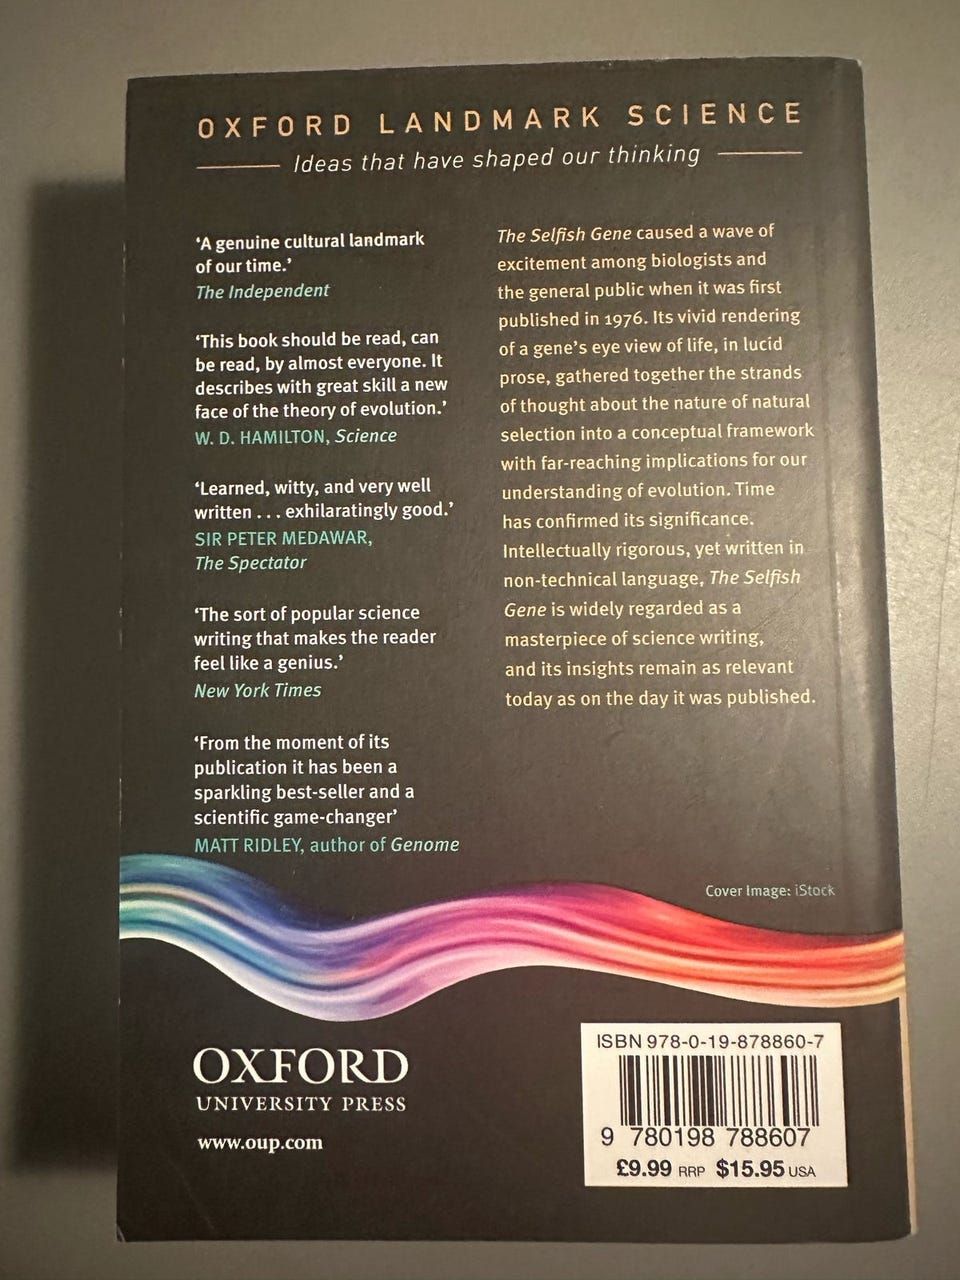 OXFORD LANDMARK SCIENCE
Ideas that have shaped our thinking
‘A genuine cultural landmark
of our time.’
The Independent
‘This book should be read, can
be read, by almost everyone. It
describes with great skill a new
face of the theory of evolution.’
W. D. HAMILTON, Science
‘Learned, witty, and very well
written . . . exhilaratingly good.’
SIR PETER MEDAWAR,
The Spectator
‘The sort of popular science
writing that makes the reader
feel like a genius.’
New York Times
‘From the moment of its
publication it has been a
sparkling best-seller and a
scientific game-changer’
MATT RIDLEY, author of Genome
The Selfish Gene caused a wave of
excitement among biologists and
the general public when it was first
published in 1976. Its vivid rendering
of a gene’s eye view of life, in lucid
prose, gathered together the strands
of thought about the nature of natural
selection into a conceptual framework
with far-reaching implications for our
understanding of evolution. Time
has confirmed its significance.
Intellectually rigorous, yet written in
non-technical language, The Selfish
Gene is widely regarded as a
masterpiece of science writing,
and its insights remain as relevant
today as on the day it was published.
Cover Image: iStock
OXFORD
UNIVERSITY PRESS
www.oup.com
ISBN 978-0-19-878860-7
9 780198 788607
£9.99 RRP $15.95 USA